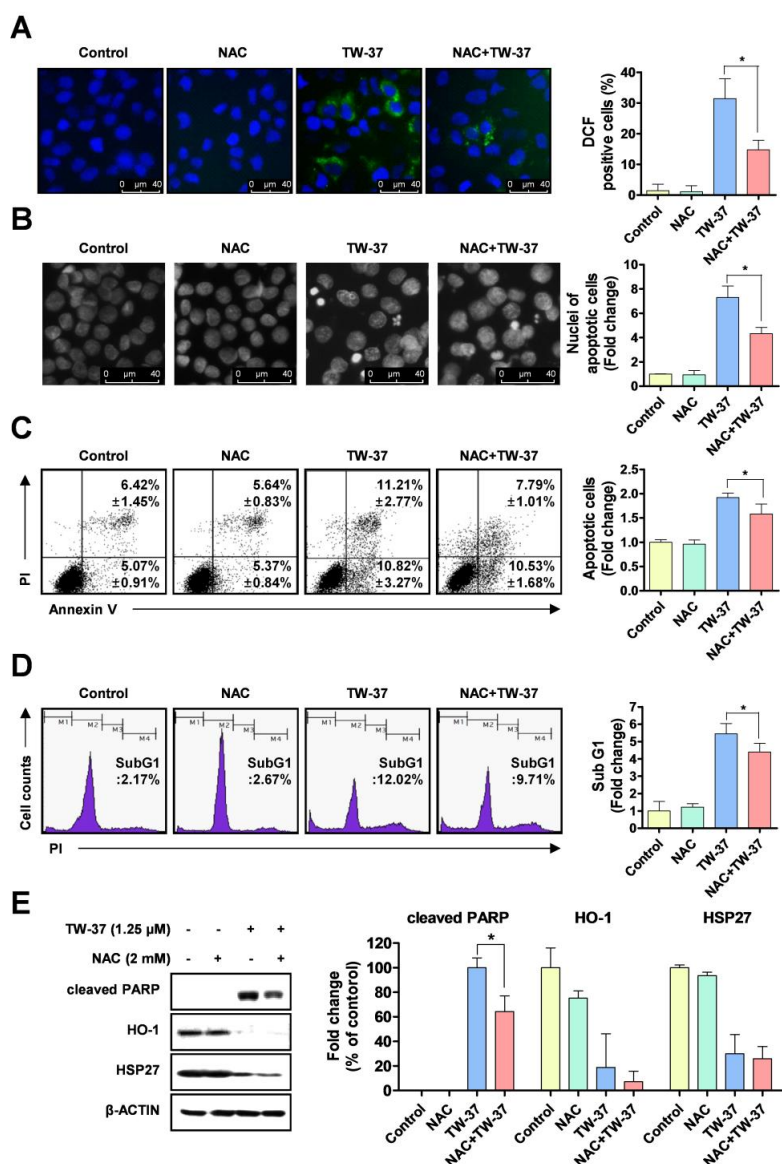 A
Control NAC TW-37 NAC+TW-37
0 µm 40 0 µm 40 0 µm 40 0 µm 40
DCF
positive cells (%)
40
30
20
10
0
*
Control NAC TW-37 NAC+TW-37
B
Control NAC TW-37 NAC+TW-37
0 µm 40 0 µm 40 0 µm 40 0 µm 40
Nuclei of
apoptotic cells
(Fold change)
10
8
6
4
2
0
*
Control NAC TW-37 NAC+TW-37
C
Control NAC TW-37 NAC+TW-37
6.42% 5.64% 11.21% 7.79%
±1.45% ±0.83% ±2.77% ±1.01%
5.07% 5.37% 10.82% 10.53%
±0.91% ±0.84% ±3.27% ±1.68%
PI
Annexin V
Apoptotic cells
(Fold change)
2.5
2.0
1.5
1.0
0.5
0.0
*
Control NAC TW-37 NAC+TW-37
D
Control NAC TW-37 NAC+TW-37
M1 M2 M3 M4 M1 M2 M3 M4 M1 M2 M3 M4 M1 M2 M3 M4
SubG1 SubG1 SubG1 SubG1
:2.17% :2.67% :12.02% :9.71%
Cell counts
PI
Sub G1
(Fold change)
7
6
5
4
3
2
1
0
*
Control NAC TW-37 NAC+TW-37
E
TW-37 (1.25 µM) - - + +
NAC (2 mM) - + - +
cleaved PARP
HO-1
HSP27
β-ACTIN
cleaved PARP HO-1 HSP27
Fold change
(% of contorol)
120
100
80
60
40
20
0
*
Control NAC TW-37 NAC+TW-37 Control NAC TW-37 NAC+TW-37 Control NAC TW-37 NAC+TW-37